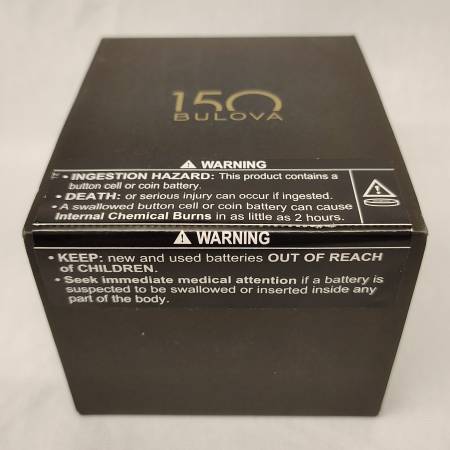 150
BULOVA
⚠ WARNING
• INGESTION HAZARD: This product contains a
button cell or coin battery.
• DEATH: or serious injury can occur if ingested.
• A swallowed button cell or coin battery can cause
Internal Chemical Burns in as little as 2 hours.
⚠ WARNING
• KEEP: new and used batteries OUT OF REACH
of CHILDREN.
• Seek immediate medical attention if a battery is
suspected to be swallowed or inserted inside any
part of the body.